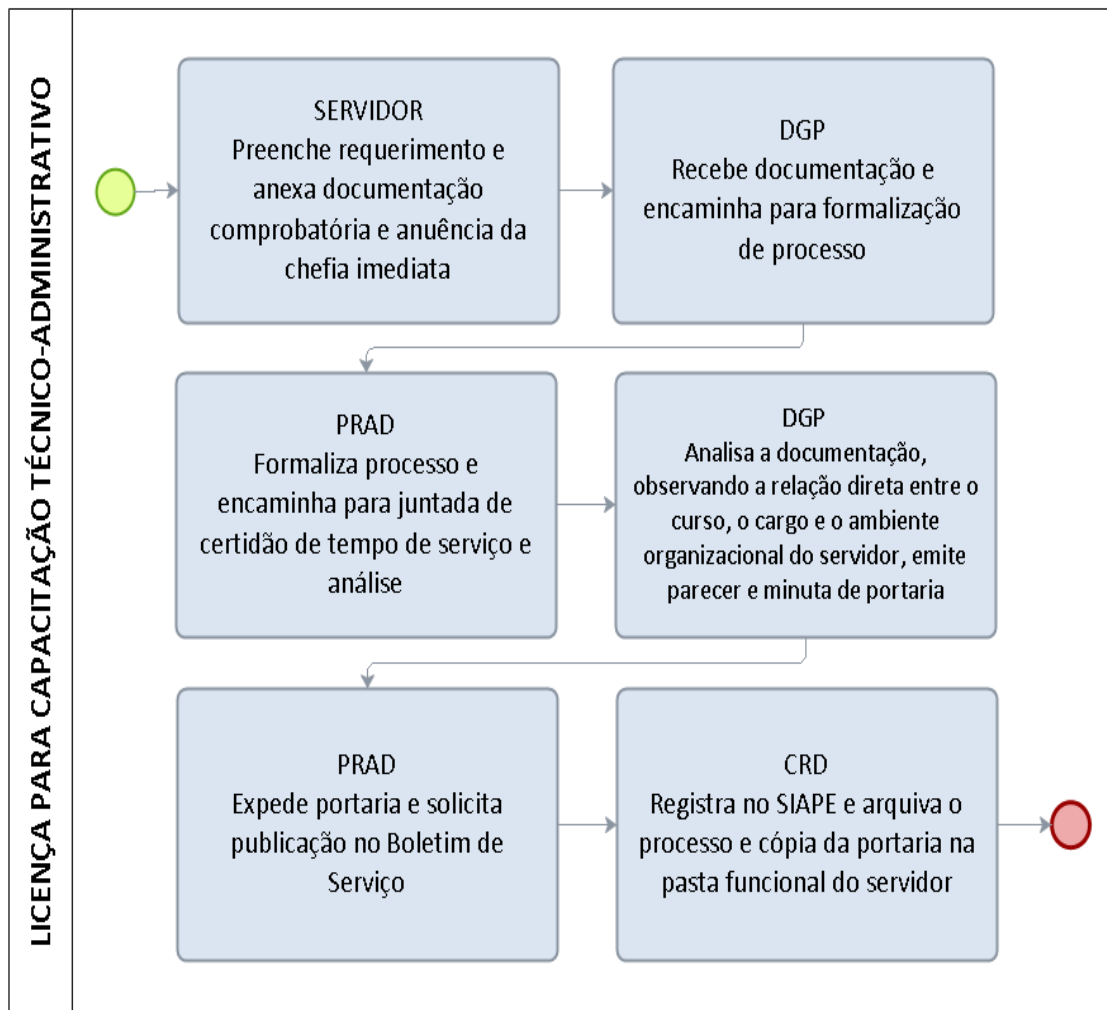 LICENÇA PARA CAPACITAÇÃO TÉCNICO-ADMINISTRATIVO
SERVIDOR
Preenche requerimento e
anexa documentação
comprobatória e anuência da
chefia imediata
DGP
Recebe documentação e
encaminha para formalização
de processo
PRAD
Formaliza processo e
encaminha para juntada de
certidão de tempo de serviço e
análise
DGP
Analisa a documentação,
observando a relação direta entre o
curso, o cargo e o ambiente
organizacional do servidor, emite
parecer e minuta de portaria
PRAD
Expede portaria e solicita
publicação no Boletim de
Serviço
CRD
Registra no SIAPE e arquiva o
processo e cópia da portaria na
pasta funcional do servidor